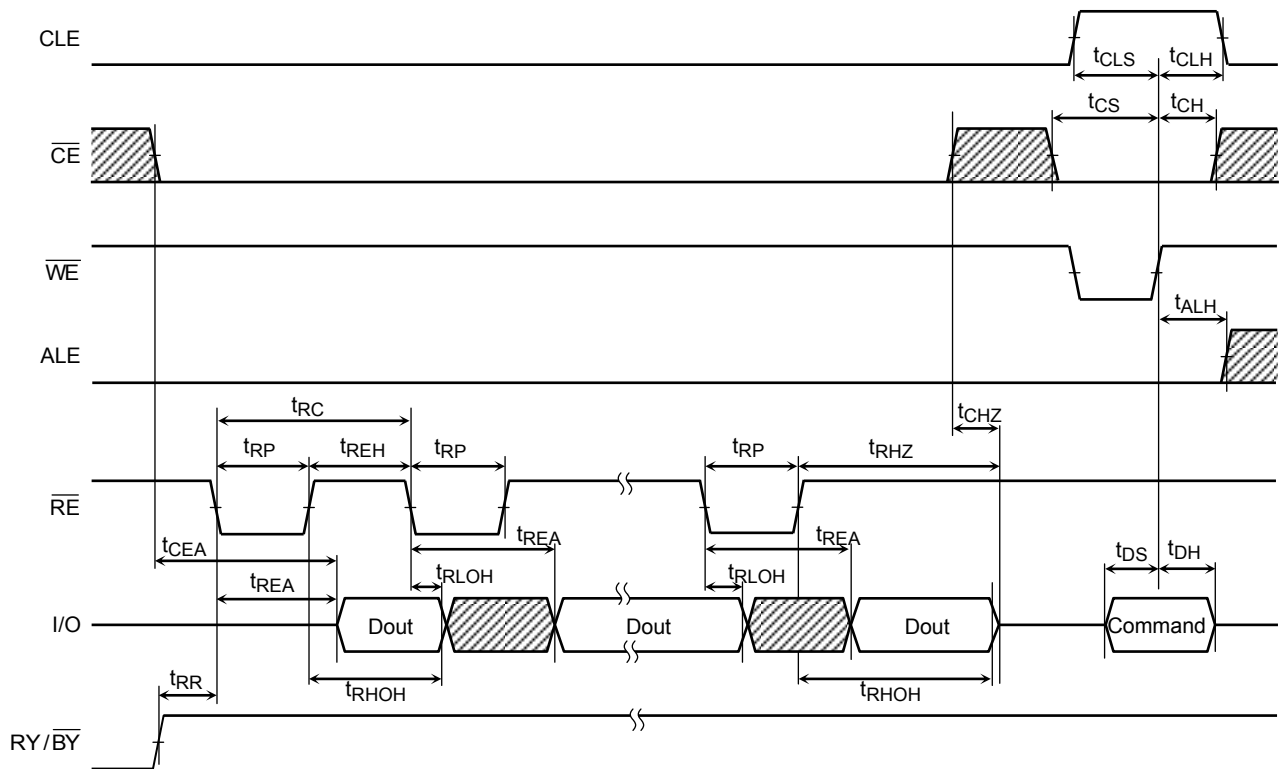 CLE
tCLS tCLH
tCS tCH
CE
WE
tALH
ALE
tRC
tCHZ
tRP tREH tRP tRP tRHZ
RE
tCEA tREA tREA
tDS tDH
tREA tRLOH tRLOH
I/O Dout Dout Dout Command
tRR tRHOH tRHOH
RY/BY